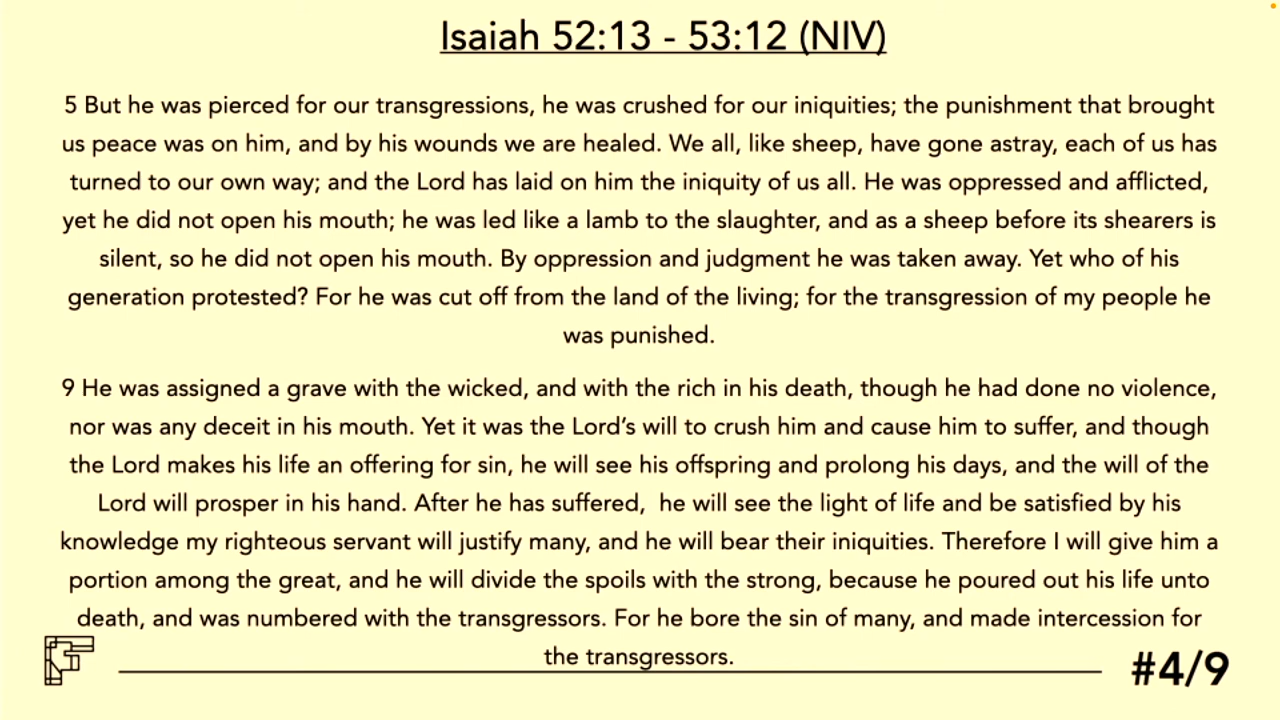 Isaiah 52:13 - 53:12 (NIV)
5 But he was pierced for our transgressions, he was crushed for our iniquities; the punishment that brought
us peace was on him, and by his wounds we are healed. We all, like sheep, have gone astray, each of us has
turned to our own way; and the Lord has laid on him the iniquity of us all. He was oppressed and afflicted,
yet he did not open his mouth; he was led like a lamb to the slaughter, and as a sheep before its shearers is
silent, so he did not open his mouth. By oppression and judgment he was taken away. Yet who of his
generation protested? For he was cut off from the land of the living; for the transgression of my people he
was punished.
9 He was assigned a grave with the wicked, and with the rich in his death, though he had done no violence,
nor was any deceit in his mouth. Yet it was the Lord’s will to crush him and cause him to suffer, and though
the Lord makes his life an offering for sin, he will see his offspring and prolong his days, and the will of the
Lord will prosper in his hand. After he has suffered,  he will see the light of life and be satisfied by his
knowledge my righteous servant will justify many, and he will bear their iniquities. Therefore I will give him a
portion among the great, and he will divide the spoils with the strong, because he poured out his life unto
death, and was numbered with the transgressors. For he bore the sin of many, and made intercession for
the transgressors.
#4/9